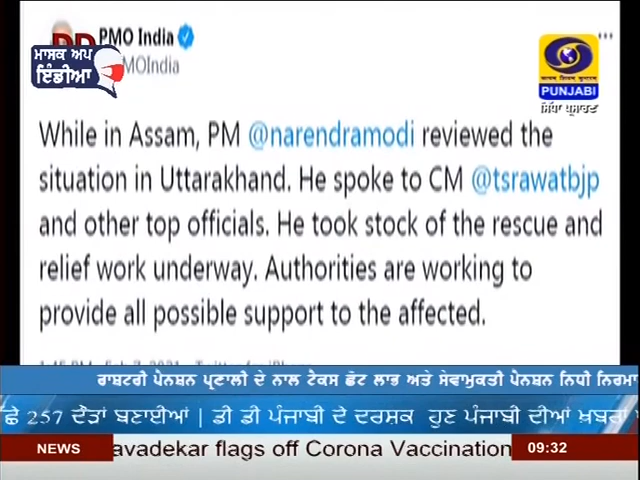 PMO India
MOIndia
ਮਾਸਕ ਅਪ
ਇੰਡੀਆ
PUNJABI
ਸਿੱਧਾ ਪ੍ਰਸਾਰਣ
While in Assam, PM @narendramodi reviewed the
situation in Uttarakhand. He spoke to CM @tsrawatbjp
and other top officials. He took stock of the rescue and
relief work underway. Authorities are working to
provide all possible support to the affected.
ਰਾਸ਼ਟਰੀ ਪੈਨਸ਼ਨ ਪ੍ਰਣਾਲੀ ਦੇ ਨਾਲ ਟੈਕਸ ਛੋਟ ਲਾਭ ਅਤੇ ਸੇਵਾਮੁਕਤੀ ਪੈਨਸ਼ਨ ਨਿਧੀ ਨਿਰਮਾ
ਛੇ 257 ਦੌੜਾਂ ਬਣਾਈਆਂ | ਡੀ ਡੀ ਪੰਜਾਬੀ ਦੇ ਦਰਸ਼ਕ ਹੁਣ ਪੰਜਾਬੀ ਦੀਆਂ ਖ਼ਬਰਾਂ
NEWS avadekar flags off Corona Vaccination 09:32